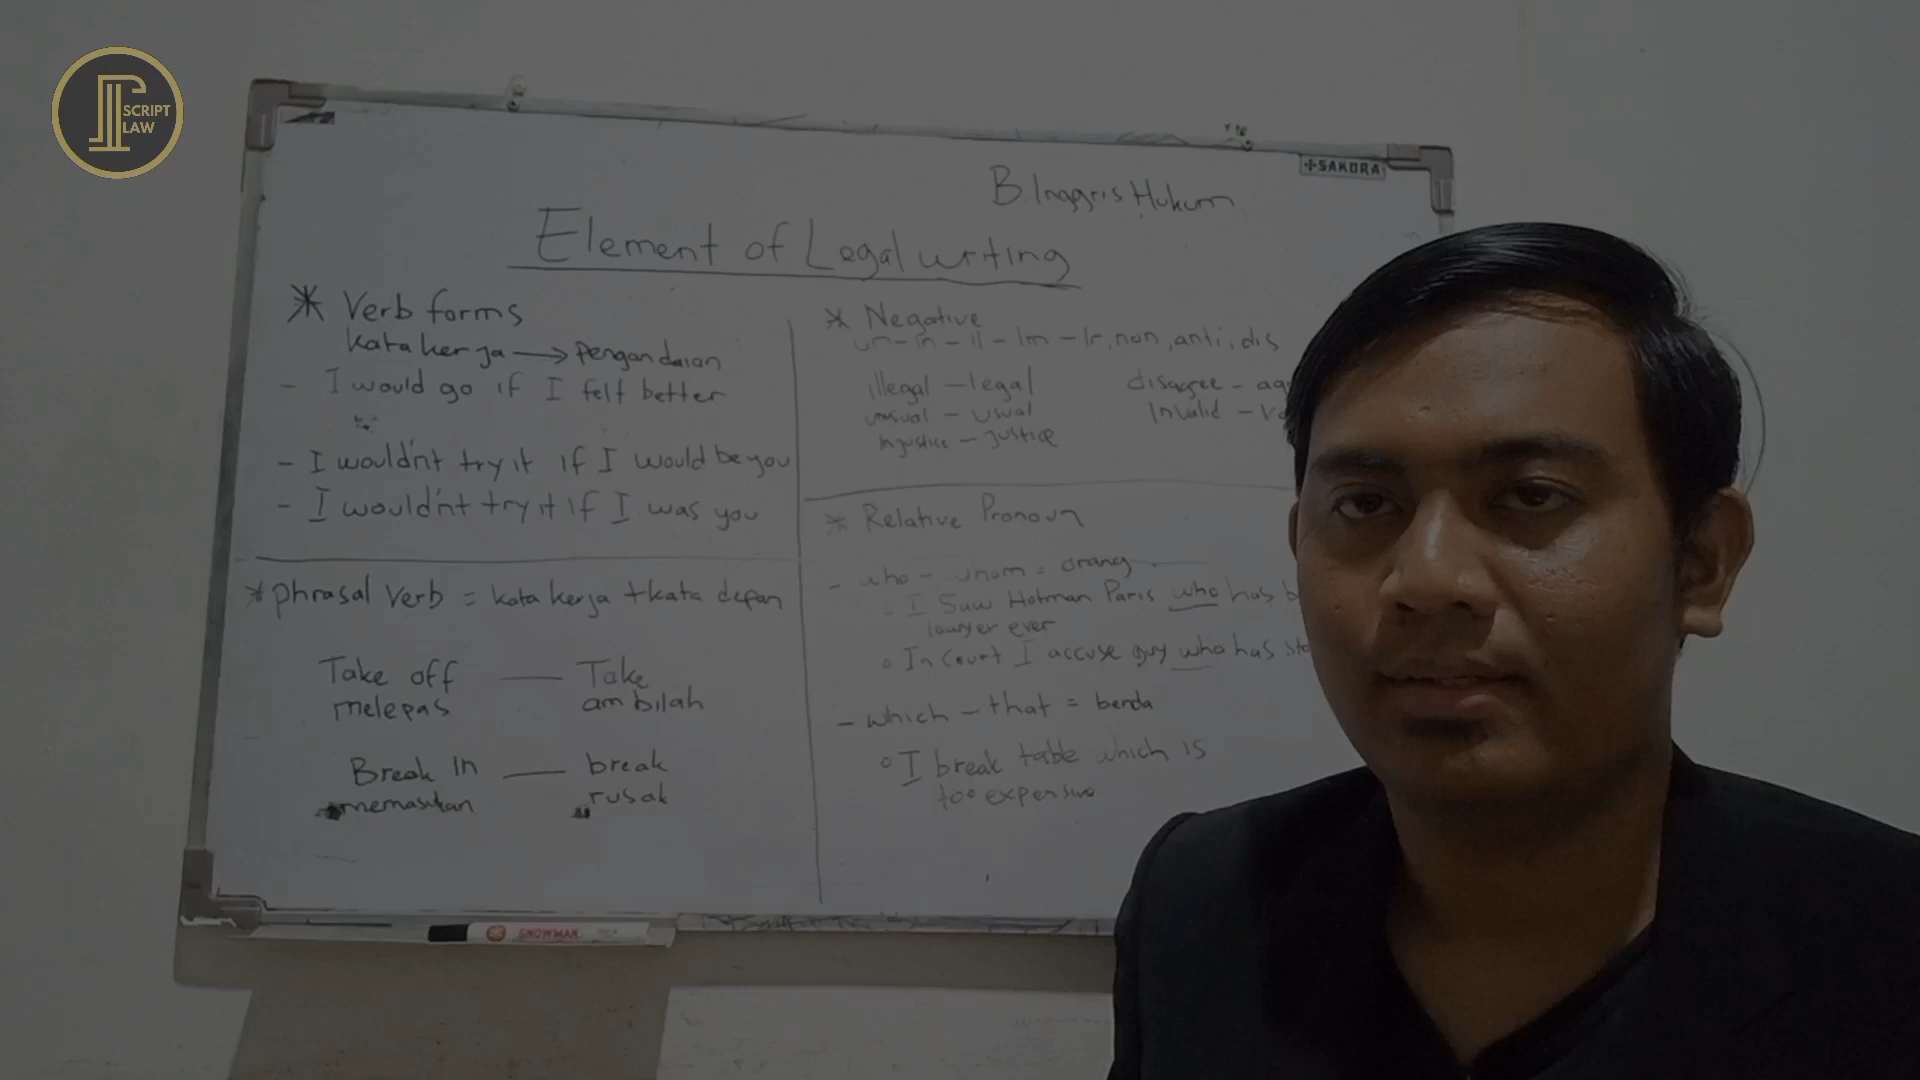 SCRIPT
LAW
SAKURA
B. Inggris Hukum
Element of Legal writing
* Verb forms
kata kerja → pengandaian
- I would go if I felt better
- I wouldn't try it if I would be you
- I wouldn't try it if I was you
* Phrasal Verb = kata kerja + kata depan
Take off — Take
melepas ambilah
Break In — break
memasukan rusak
* Negative
un - in - il - Im - Ir, non, anti, dis
illegal - legal
unusual - usual
Injustice - justice
disagree -
Invalid -
* Relative Pronoun
- who - whom = orang
I Saw Hotman Paris who has
lawyer ever
o In Court I accuse guy who has
- which - that = benda
o I break table which is
too expensive
SNOWMAN